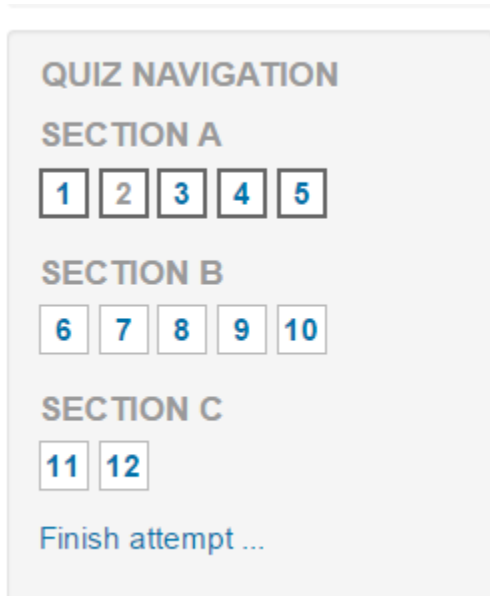 QUIZ NAVIGATION
SECTION A
1 2 3 4 5
SECTION B
6 7 8 9 10
SECTION C
11 12
Finish attempt ...